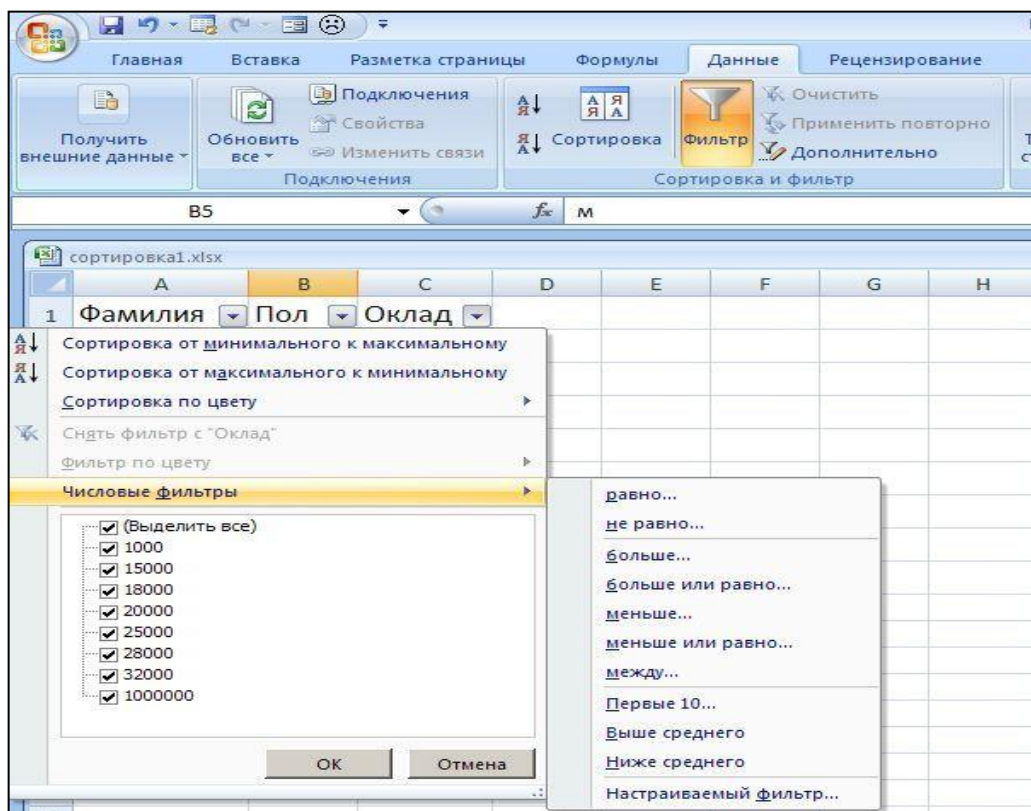 Главная Вставка Разметка страницы Формулы Данные Рецензирование
Получить внешние данные
Обновить все
Подключения
Свойства
Изменить связи
Подключения
Сортировка
Фильтр
Очистить
Применить повторно
Дополнительно
Сортировка и фильтр
B5 fx м
сортировка1.xlsx
A B C D E F G H
1 Фамилия Пол Оклад
Сортировка от минимального к максимальному
Сортировка от максимального к минимальному
Сортировка по цвету
Снять фильтр с "Оклад"
Фильтр по цвету
Числовые фильтры
(Выделить все)
1000
15000
18000
20000
25000
28000
32000
1000000
ОК Отмена
равно...
не равно...
больше...
больше или равно...
меньше...
меньше или равно...
между...
Первые 10...
Выше среднего
Ниже среднего
Настраиваемый фильтр...